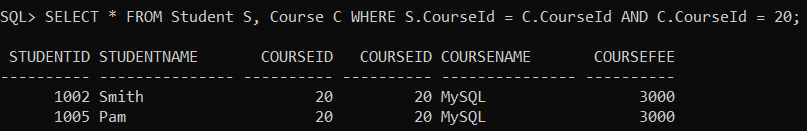 SQL> SELECT * FROM Student S, Course C WHERE S.CourseId = C.CourseId AND C.CourseId = 20;
STUDENTID STUDENTNAME COURSEID COURSEID COURSENAME COURSEFEE
---------- --------------- ---------- ---------- --------------- ----------
1002 Smith 20 20 MySQL 3000
1005 Pam 20 20 MySQL 3000